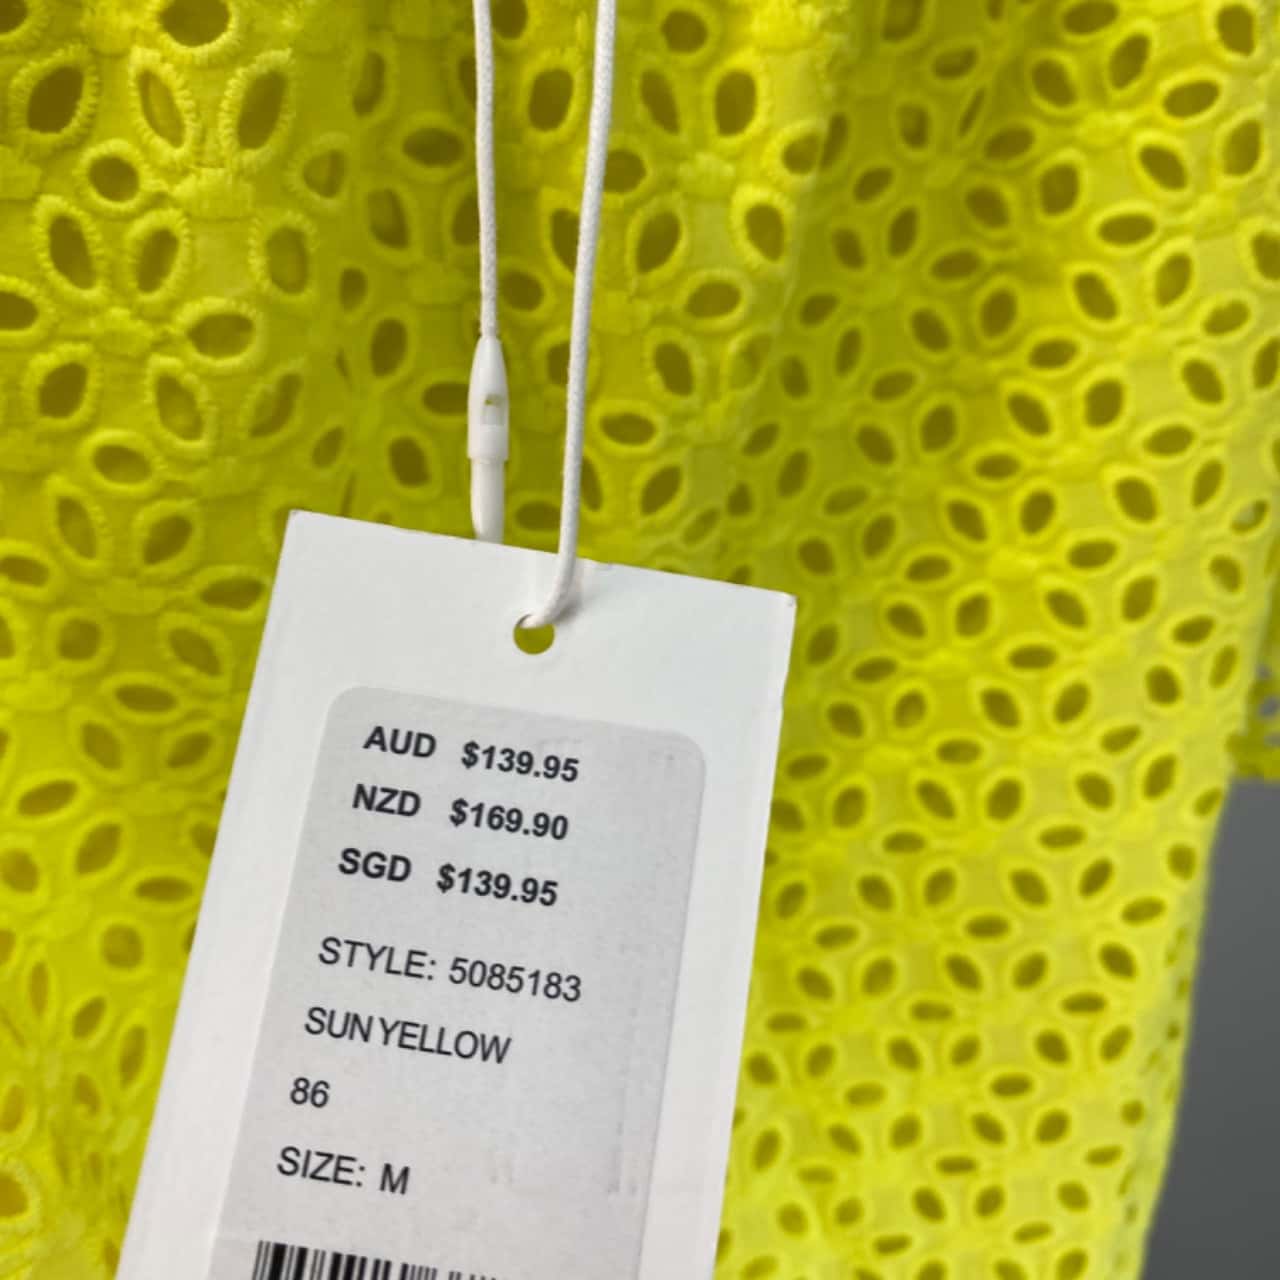 AUD $139.95
NZD $169.90
SGD $139.95
STYLE: 5085183
SUN YELLOW
86
SIZE: M